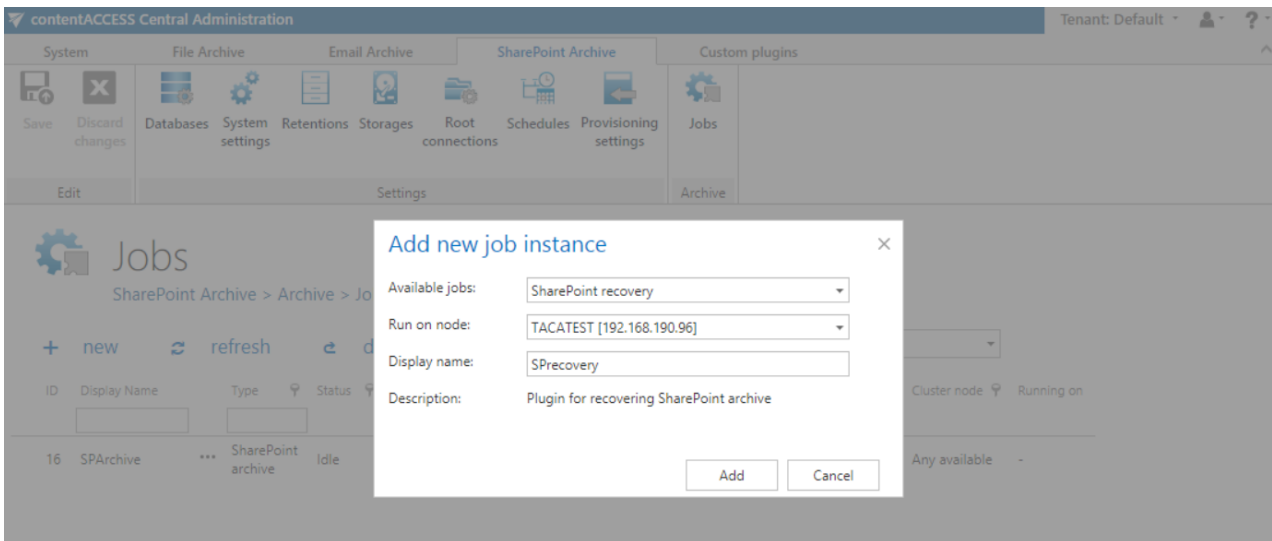 contentACCESS Central Administration
Tenant: Default
?
System
File Archive
Email Archive
SharePoint Archive
Custom plugins
Save
Discard changes
Databases
System settings
Retentions
Storages
Root connections
Schedules
Provisioning settings
Jobs
Edit
Settings
Archive
Jobs
SharePoint Archive > Archive > Jo
+ new
refresh
d
Add new job instance
×
Available jobs:
SharePoint recovery
Run on node:
TACATEST [192.168.190.96]
Display name:
SPrecovery
Description:
Plugin for recovering SharePoint archive
Add
Cancel
ID
Display Name
Type
Status
Cluster node
Running on
16
SPArchive
...
SharePoint archive
Idle
Any available
-